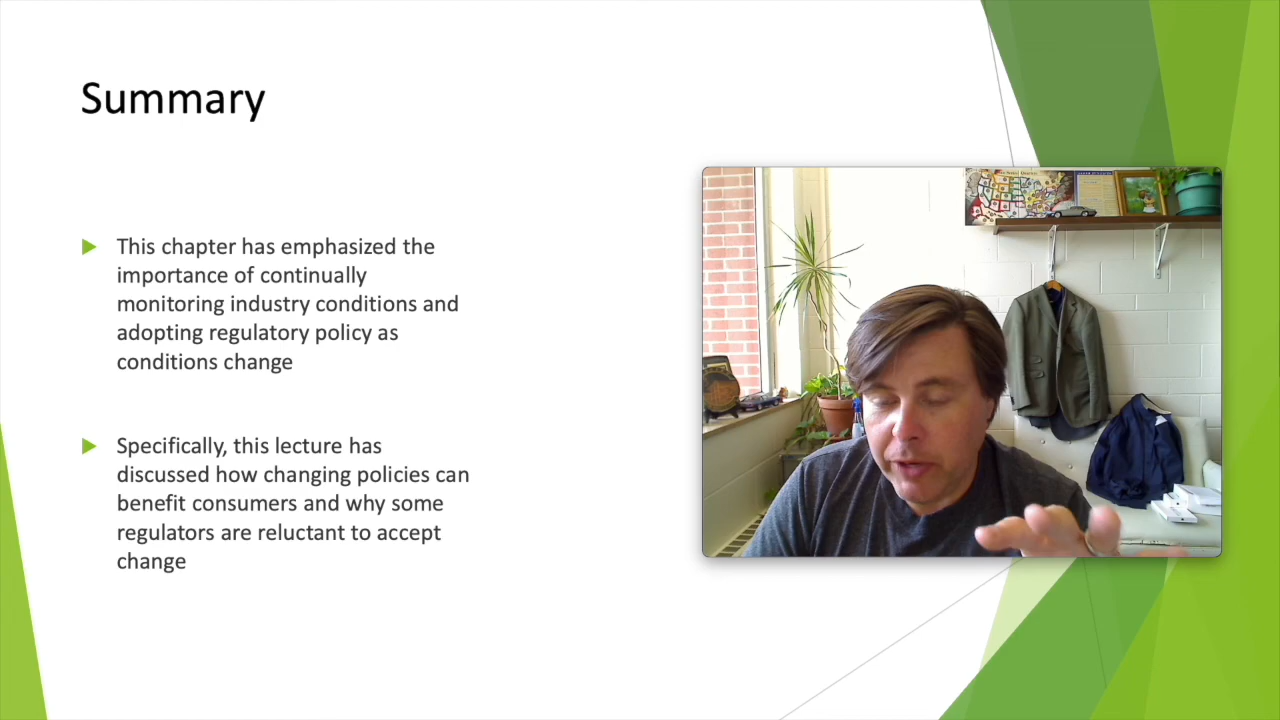 Summary
This chapter has emphasized the
importance of continually
monitoring industry conditions and
adopting regulatory policy as
conditions change
Specifically, this lecture has
discussed how changing policies can
benefit consumers and why some
regulators are reluctant to accept
change